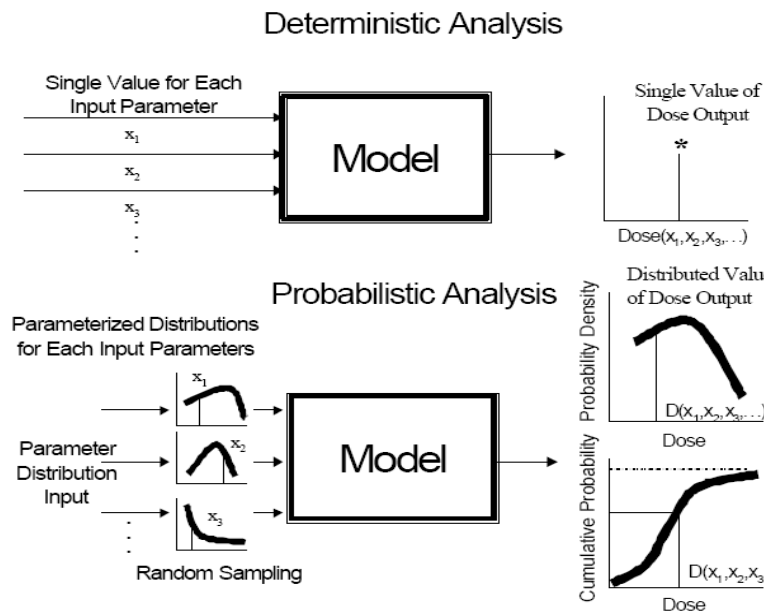 Deterministic Analysis
Single Value for Each
Input Parameter
x1
x2
x3
Model
Single Value of
Dose Output
*
Dose(x1,x2,x3,…)
Probabilistic Analysis
Parameterized Distributions
for Each Input Parameters
x1
Parameter
Distribution
Input
x2
x3
Random Sampling
Model
Distributed Value
of Dose Output
Probability Density
D(x1,x2,x3,…)
Dose
Cumulative Probability
D(x1,x2,x3
Dose